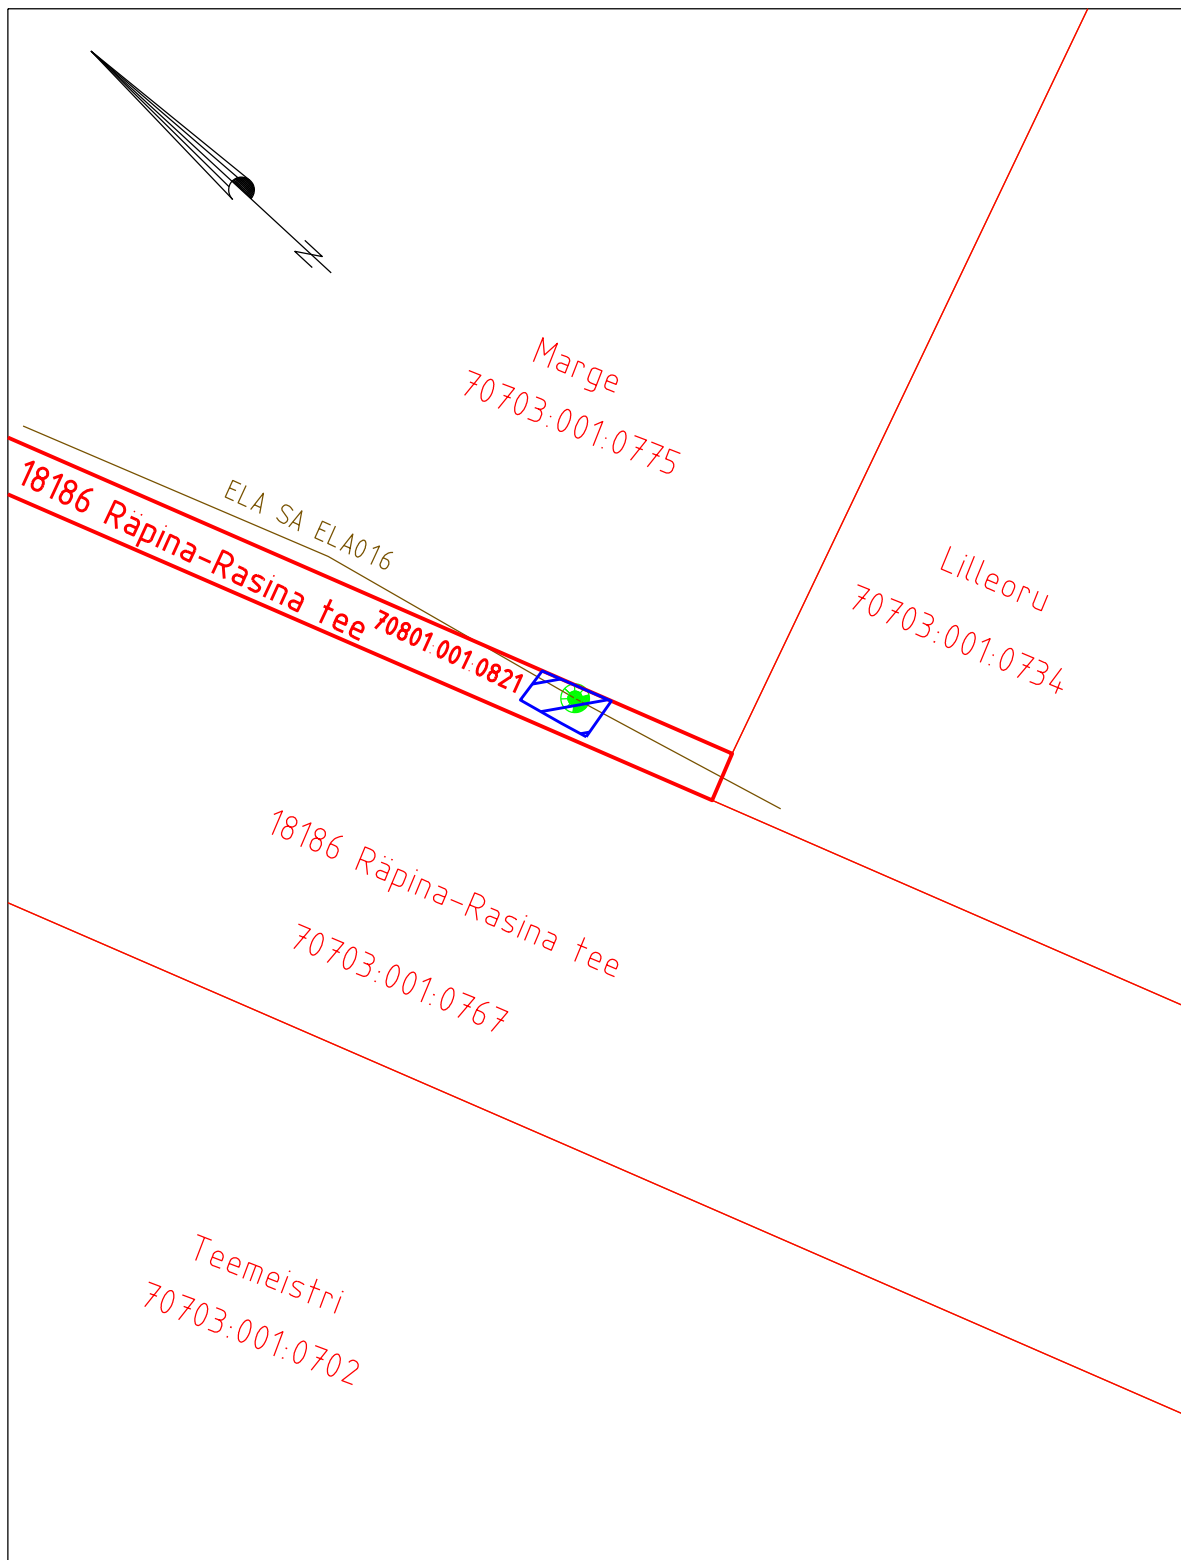 N
Marge
70703:001:0775
ELA SA ELA016
18186 Räpina-Rasina tee 70801:001:0821
Lilleoru
70703:001:0734
18186 Räpina-Rasina tee
70703:001:0767
Teemeistri
70703:001:0702